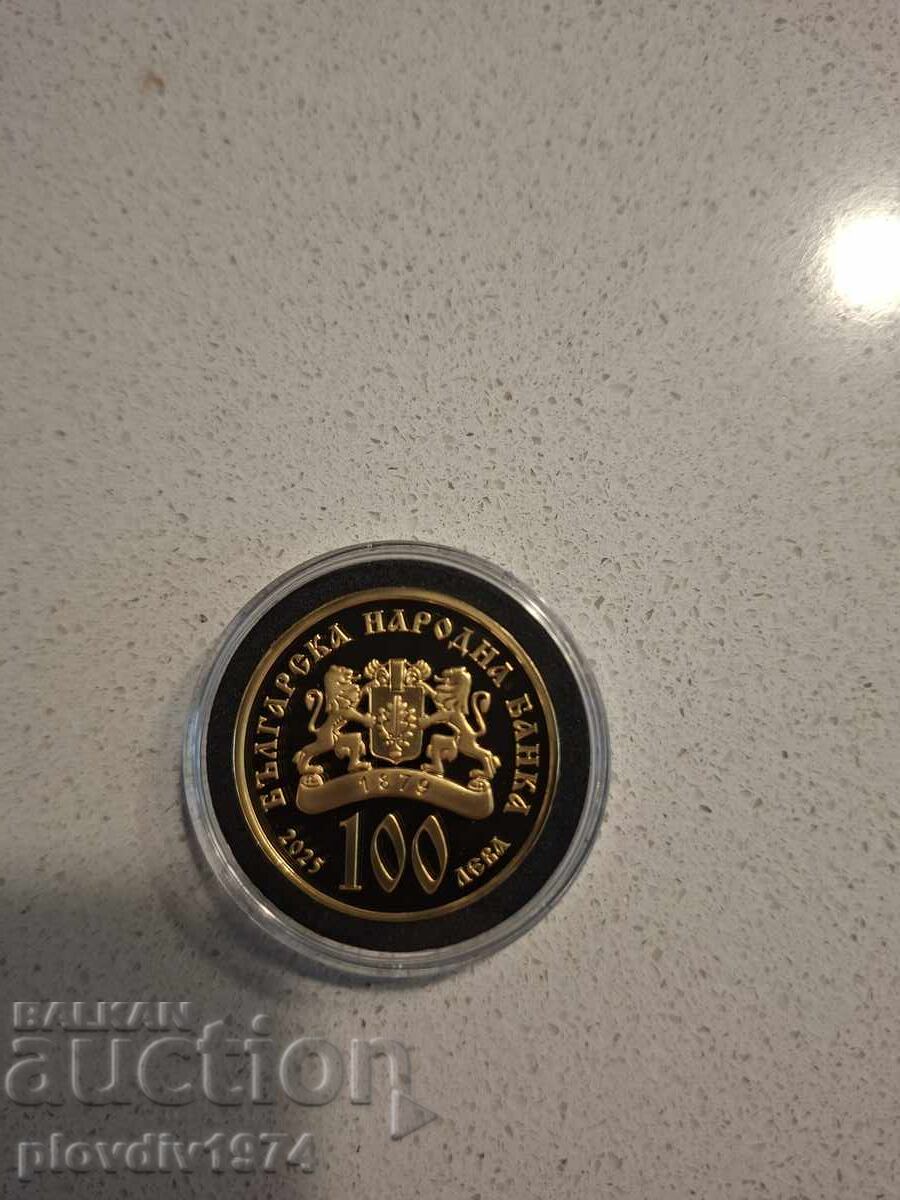 БЪЛГАРСКА НАРОДНА БАНКА
1879
2025 100 ЛЕВА
BALKAN
auction
plovdiv1974